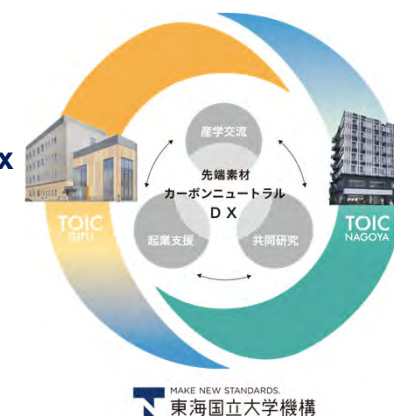 産学交流
先端素材
カーボンニュートラル
DX
x
TOIC
GIFU
TOIC
NAGOYA
起業支援
共同研究
MAKE NEW STANDARDS.
東海国立大学機構